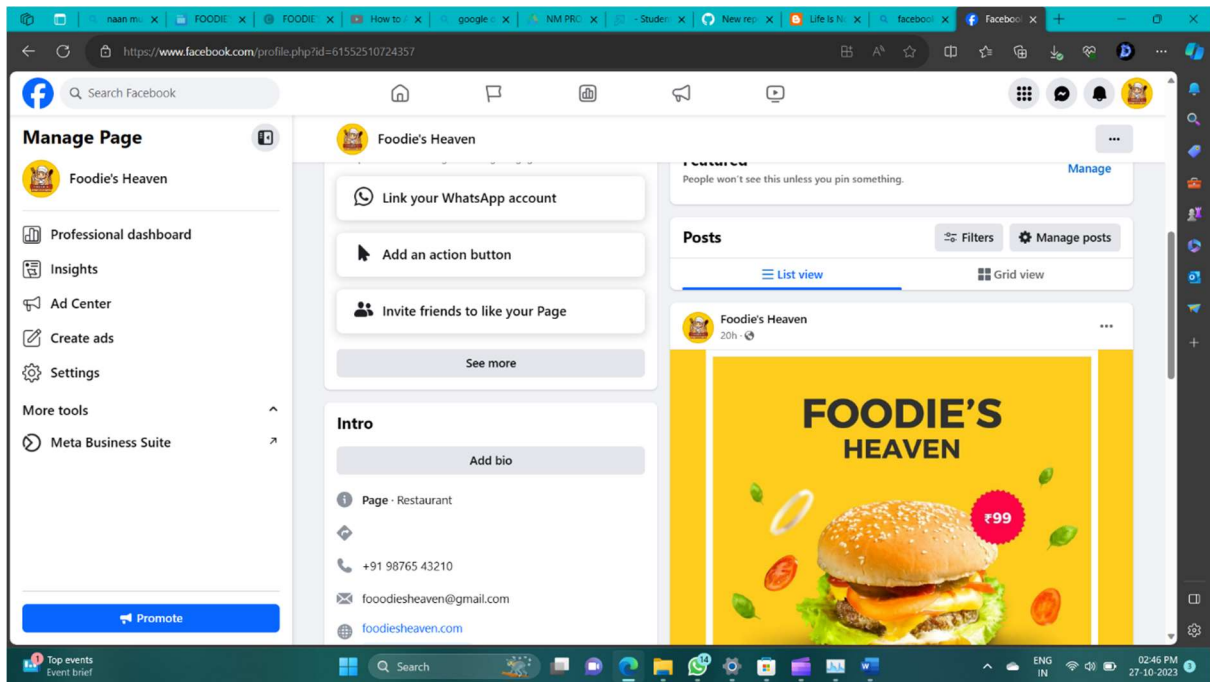 naan mu
FOODIE
FOODIE
How to A
google c
NM PRO
- Studen
New rep
Life Is N
faceboo
Faceboo
https://www.facebook.com/profile.php?id=61552510724357
Search Facebook
Manage Page
Foodie's Heaven
Professional dashboard
Insights
Ad Center
Create ads
Settings
More tools
Meta Business Suite
Promote
Foodie's Heaven
Link your WhatsApp account
Add an action button
Invite friends to like your Page
See more
Intro
Add bio
Page · Restaurant
+91 98765 43210
fooodiesheaven@gmail.com
foodiesheaven.com
Featured
People won't see this unless you pin something.
Manage
Posts
Filters
Manage posts
List view
Grid view
Foodie's Heaven
20h
FOODIE'S
HEAVEN
₹99
Top events
Event brief
Search
14
ENG
IN
02:46 PM
27-10-2023
3